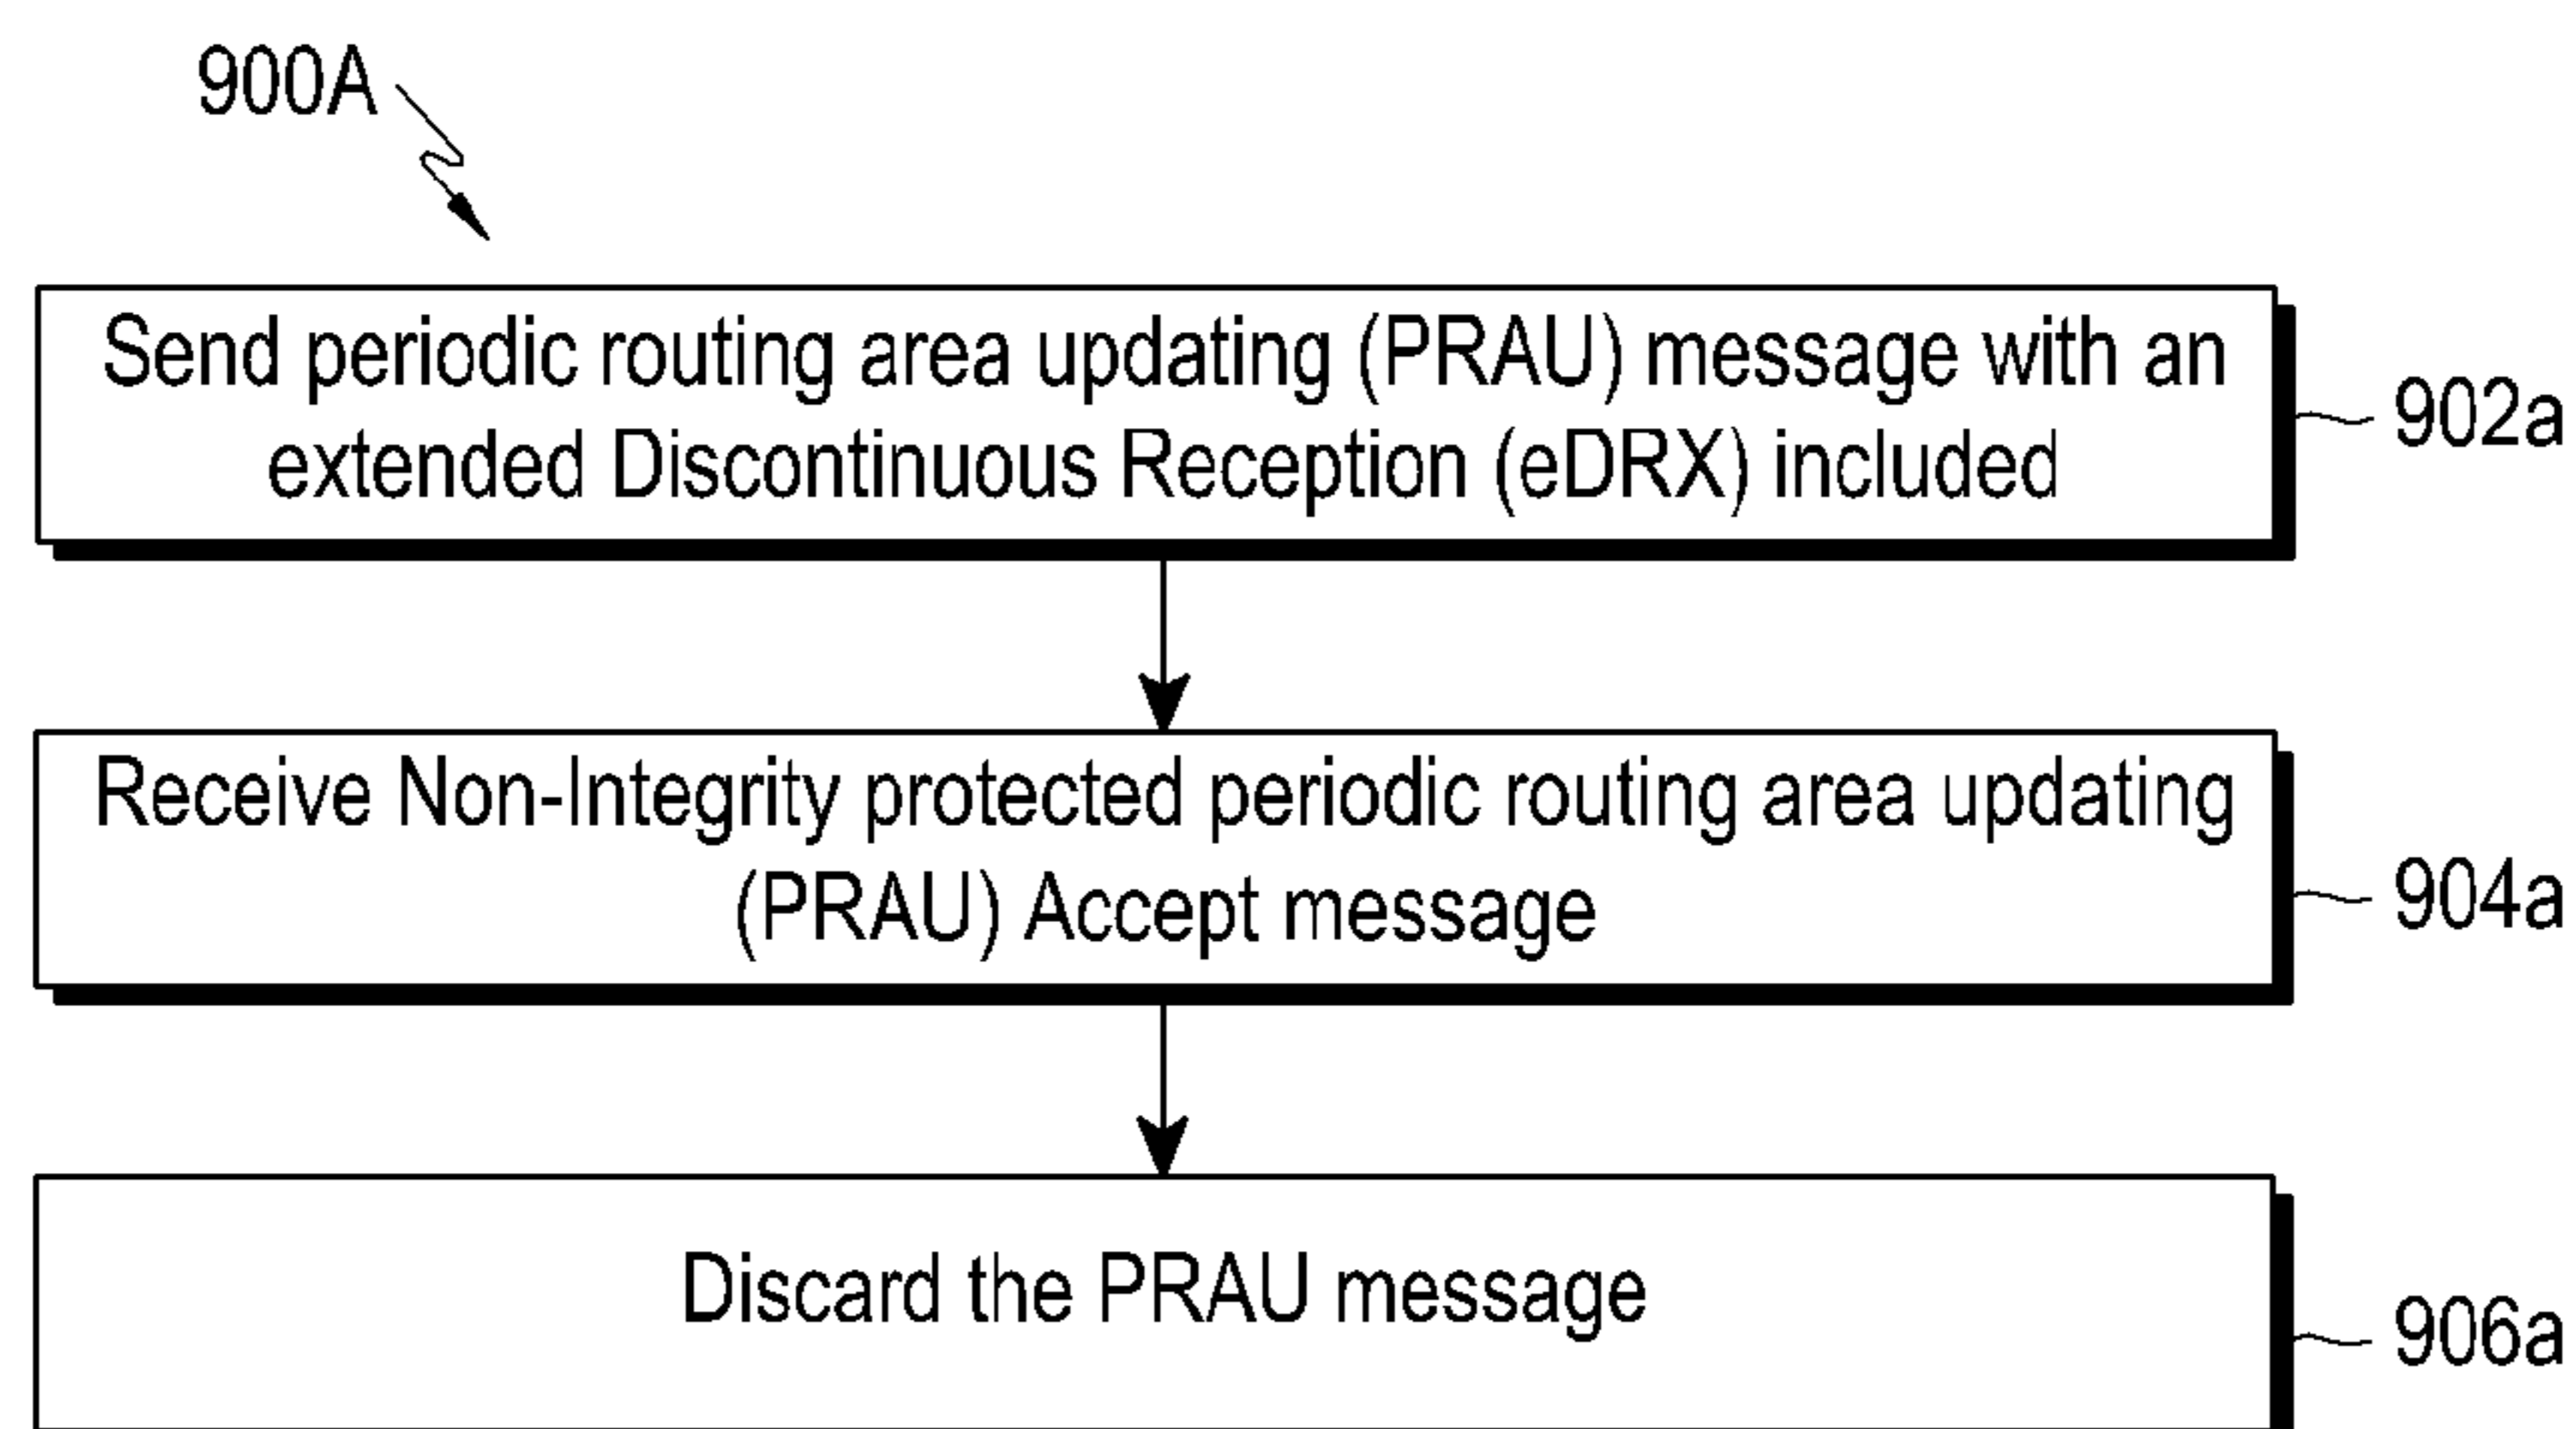 900A
Send periodic routing area updating (PRAU) message with an
extended Discontinuous Reception (eDRX) included
902a
Receive Non-Integrity protected periodic routing area updating
(PRAU) Accept message
904a
Discard the PRAU message
906a